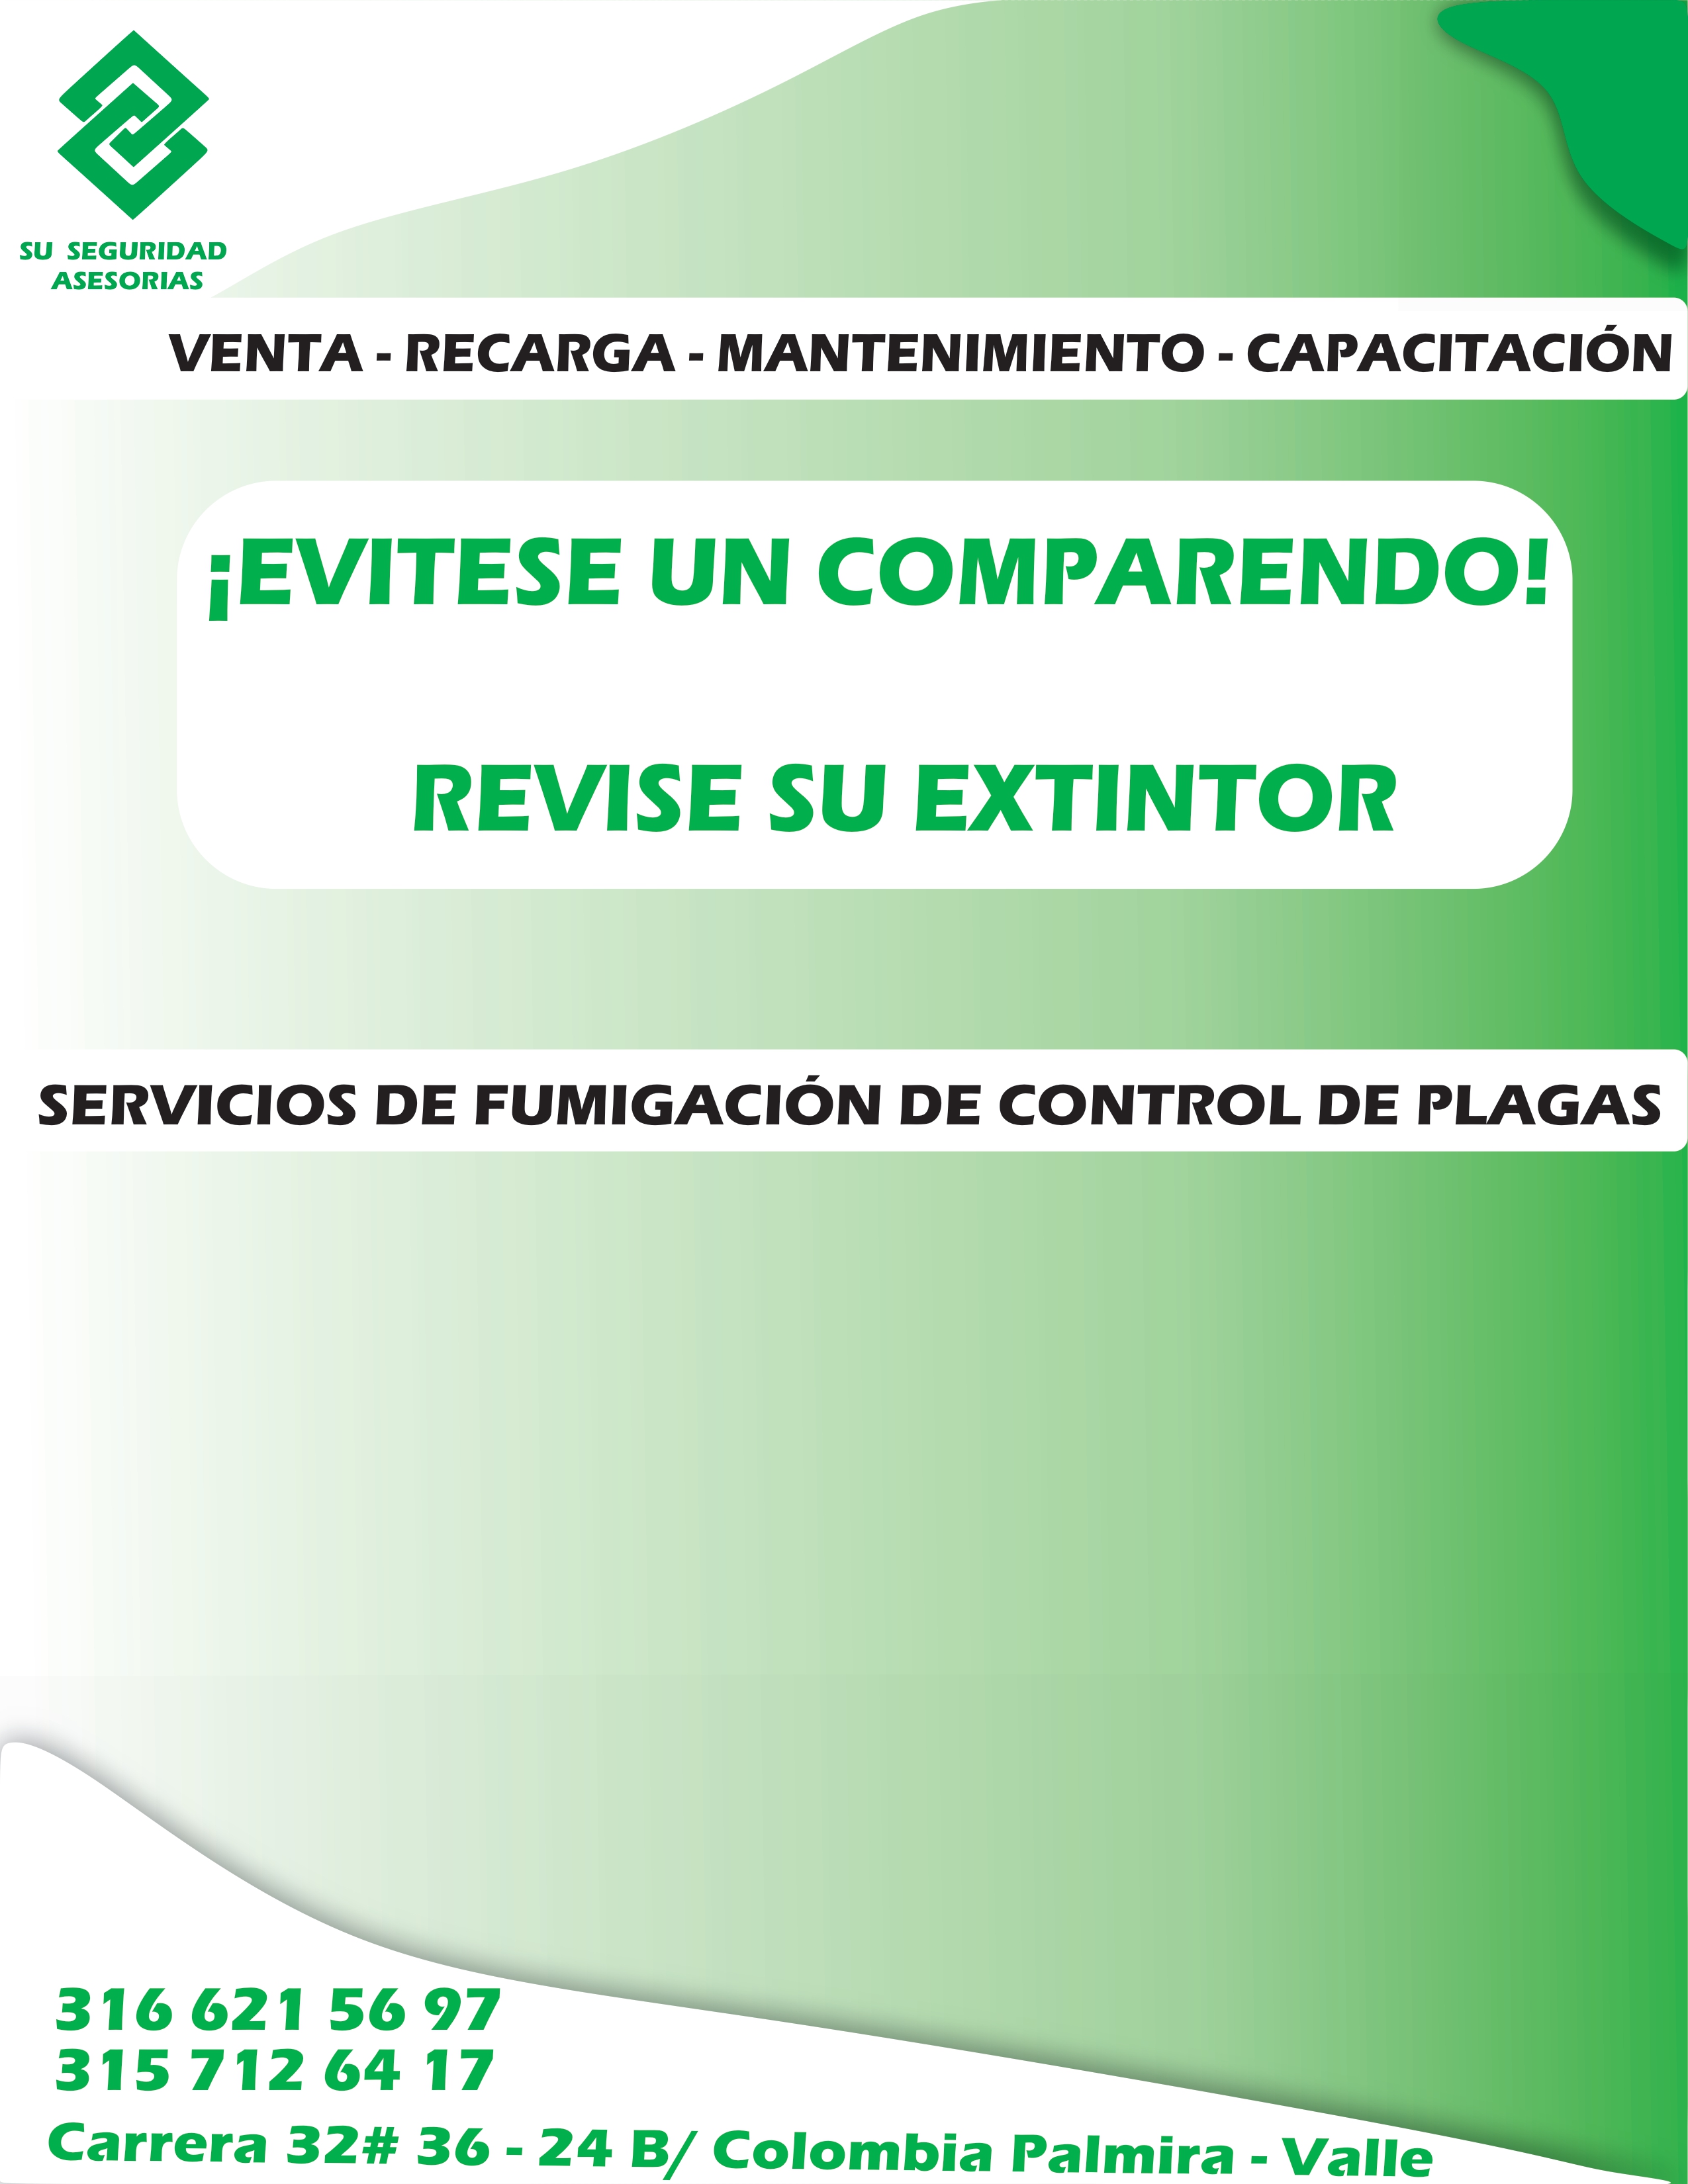 SU SEGURIDAD
ASESORIAS
VENTA - RECARGA - MANTENIMIENTO - CAPACITACIÓN
¡EVITESE UN COMPARENDO!
REVISE SU EXTINTOR
SERVICIOS DE FUMIGACIÓN DE CONTROL DE PLAGAS
316 621 56 97
315 712 64 17
Carrera 32# 36 - 24 B/ Colombia Palmira - Valle